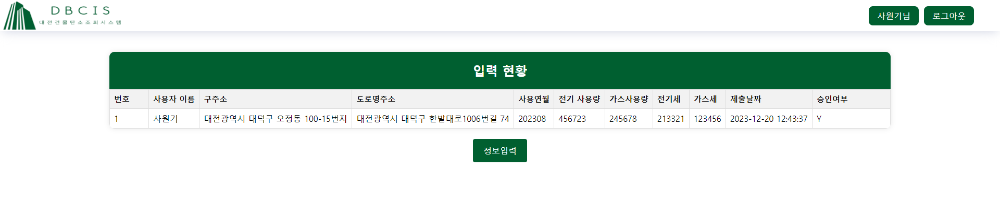 DBCIS
대전건물탄소조회시스템
사원기님 로그아웃
입력 현황
번호 사용자 이름 구주소 도로명주소 사용연월 전기 사용량 가스사용량 전기세 가스세 제출날짜 승인여부
1 사원기 대전광역시 대덕구 오정동 100-15번지 대전광역시 대덕구 한밭대로1006번길 74 202308 456723 245678 213321 123456 2023-12-20 12:43:37 Y
정보입력